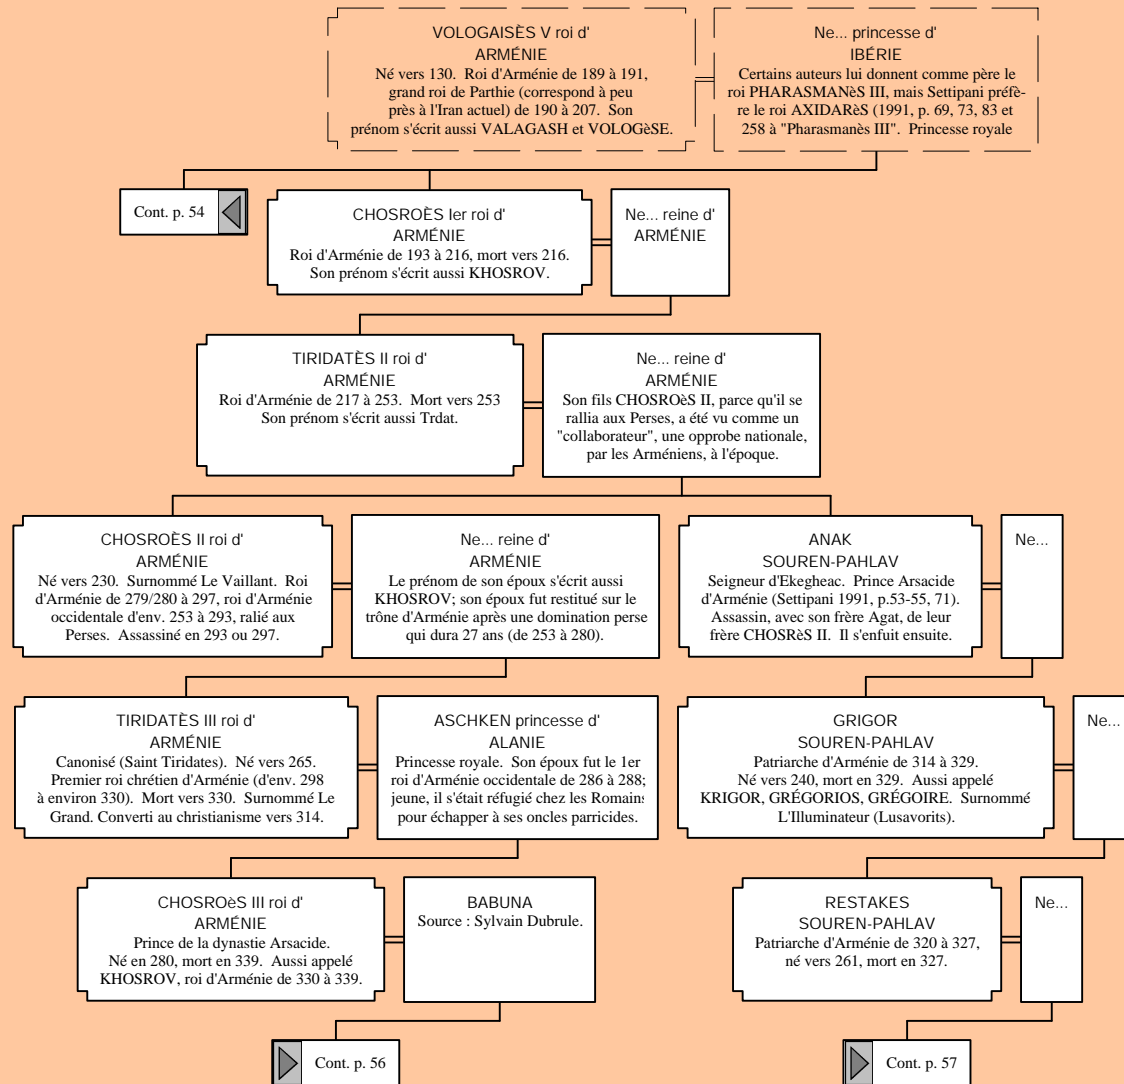 VOLOGAISÈS V roi d'
ARMÉNIE
Né vers 130.  Roi d'Arménie de 189 à 191,
grand roi de Parthie (correspond à peu
près à l'Iran actuel) de 190 à 207.  Son
prénom s'écrit aussi VALAGASH et VOLOGèSE.
Ne... princesse d'
IBÉRIE
Certains auteurs lui donnent comme père le
roi PHARASMANèS III, mais Settipani préfè-
re le roi AXIDARèS (1991, p. 69, 73, 83 et
258 à "Pharasmanès III".  Princesse royale
Cont. p. 54
CHOSROÈS Ier roi d'
ARMÉNIE
Roi d'Arménie de 193 à 216, mort vers 216.
Son prénom s'écrit aussi KHOSROV.
Ne... reine d'
ARMÉNIE
TIRIDATÈS II roi d'
ARMÉNIE
Roi d'Arménie de 217 à 253.  Mort vers 253
Son prénom s'écrit aussi Trdat.
Ne... reine d'
ARMÉNIE
Son fils CHOSROèS II, parce qu'il se
rallia aux Perses, a été vu comme un
"collaborateur", une opprobe nationale,
par les Arméniens, à l'époque.
CHOSROÈS II roi d'
ARMÉNIE
Né vers 230.  Surnommé Le Vaillant.  Roi
d'Arménie de 279/280 à 297, roi d'Arménie
occidentale d'env. 253 à 293, ralié aux
Perses.  Assassiné en 293 ou 297.
Ne... reine d'
ARMÉNIE
Le prénom de son époux s'écrit aussi
KHOSROV; son époux fut restitué sur le
trône d'Arménie après une domination perse
qui dura 27 ans (de 253 à 280).
ANAK
SOUREN-PAHLAV
Seigneur d'Ekegheac.  Prince Arsacide
d'Arménie (Settipani 1991, p.53-55, 71).
Assassin, avec son frère Agat, de leur
frère CHOSRèS II.  Il s'enfuit ensuite.
Ne...
TIRIDATÈS III roi d'
ARMÉNIE
Canonisé (Saint Tiridates).  Né vers 265.
Premier roi chrétien d'Arménie (d'env. 298
à environ 330).  Mort vers 330.  Surnommé Le
Grand. Converti au christianisme vers 314.
ASCHKEN princesse d'
ALANIE
Princesse royale.  Son époux fut le 1er
roi d'Arménie occidentale de 286 à 288;
jeune, il s'était réfugié chez les Romains
pour échapper à ses oncles parricides.
GRIGOR
SOUREN-PAHLAV
Patriarche d'Arménie de 314 à 329.
Né vers 240, mort en 329.  Aussi appelé
KRIGOR, GRÉGORIOS, GRÉGOIRE.  Surnommé
L'Illuminateur (Lusavorits).
Ne...
CHOSROèS III roi d'
ARMÉNIE
Prince de la dynastie Arsacide.
Né en 280, mort en 339.  Aussi appelé
KHOSROV, roi d'Arménie de 330 à 339.
BABUNA
Source : Sylvain Dubrule.
RESTAKES
SOUREN-PAHLAV
Patriarche d'Arménie de 320 à 327,
né vers 261, mort en 327.
Ne...
Cont. p. 56
Cont. p. 57